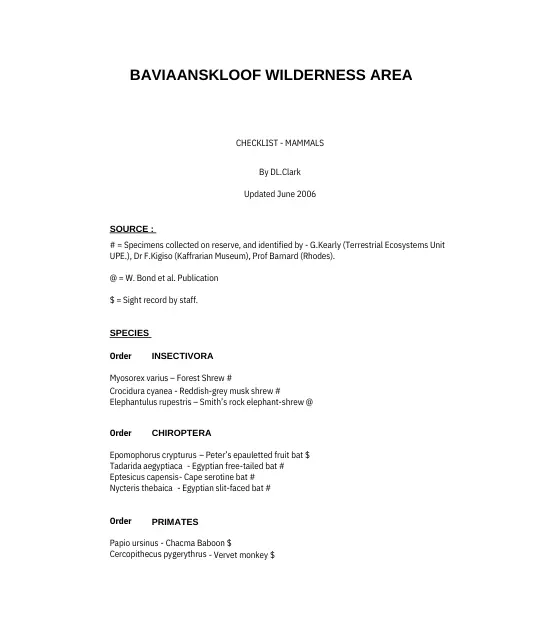 BAVIAANSKLOOF WILDERNESS AREA
CHECKLIST - MAMMALS
By DL.Clark
Updated June 2006
SOURCE :
# = Specimens collected on reserve, and identified by - G.Kearly (Terrestrial Ecosystems Unit
UPE.), Dr F.Kigiso (Kaffrarian Museum), Prof Barnard (Rhodes).
@ = W. Bond et al. Publication
$ = Sight record by staff.
SPECIES
Order INSECTIVORA
Myosorex varius – Forest Shrew #
Crocidura cyanea - Reddish-grey musk shrew #
Elephantulus rupestris – Smith's rock elephant-shrew @
Order CHIROPTERA
Epomophorus crypturus – Peter's epauletted fruit bat $
Tadarida aegyptiaca - Egyptian free-tailed bat #
Eptesicus capensis- Cape serotine bat #
Nycteris thebaica - Egyptian slit-faced bat #
Order PRIMATES
Papio ursinus - Chacma Baboon $
Cercopithecus pygerythrus - Vervet monkey $